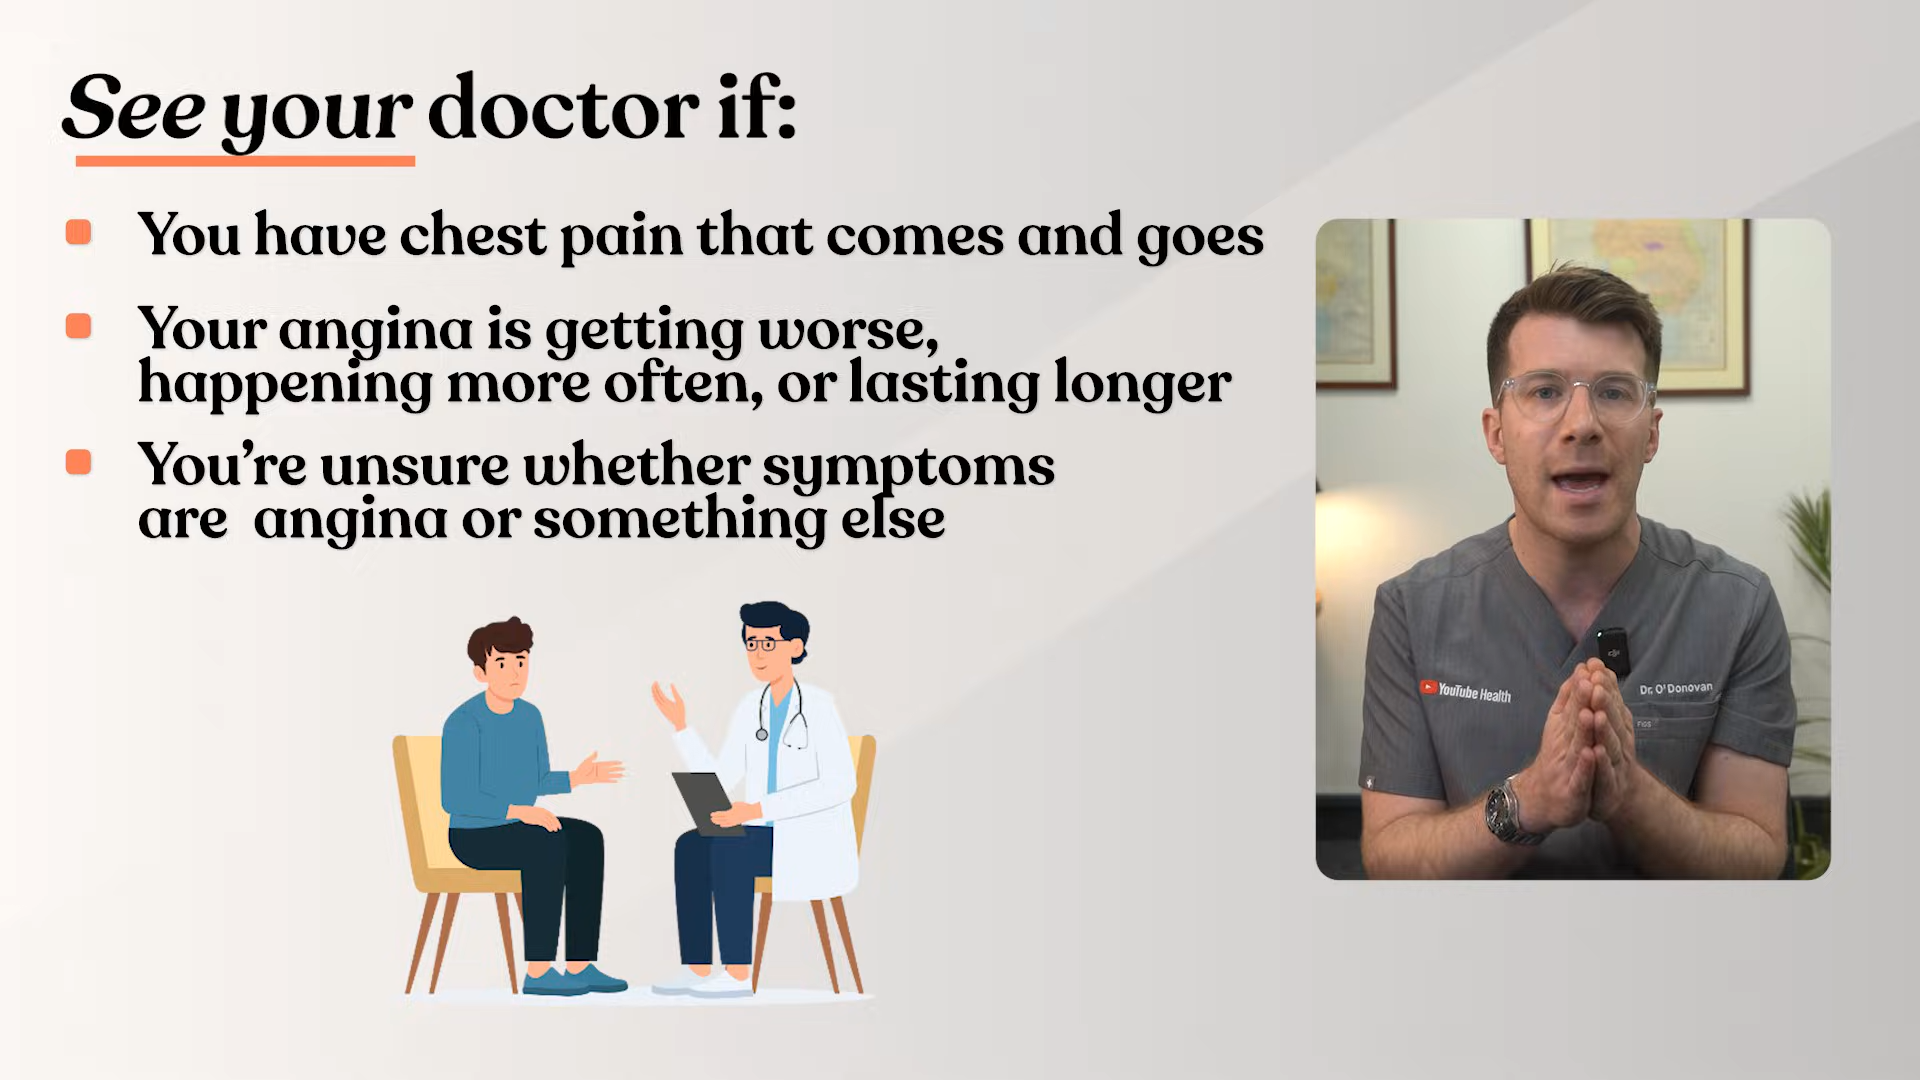 See your doctor if:
You have chest pain that comes and goes
Your angina is getting worse,
happening more often, or lasting longer
You’re unsure whether symptoms
are  angina or something else
YouTube Health
Dr. O'Donovan
FIGS